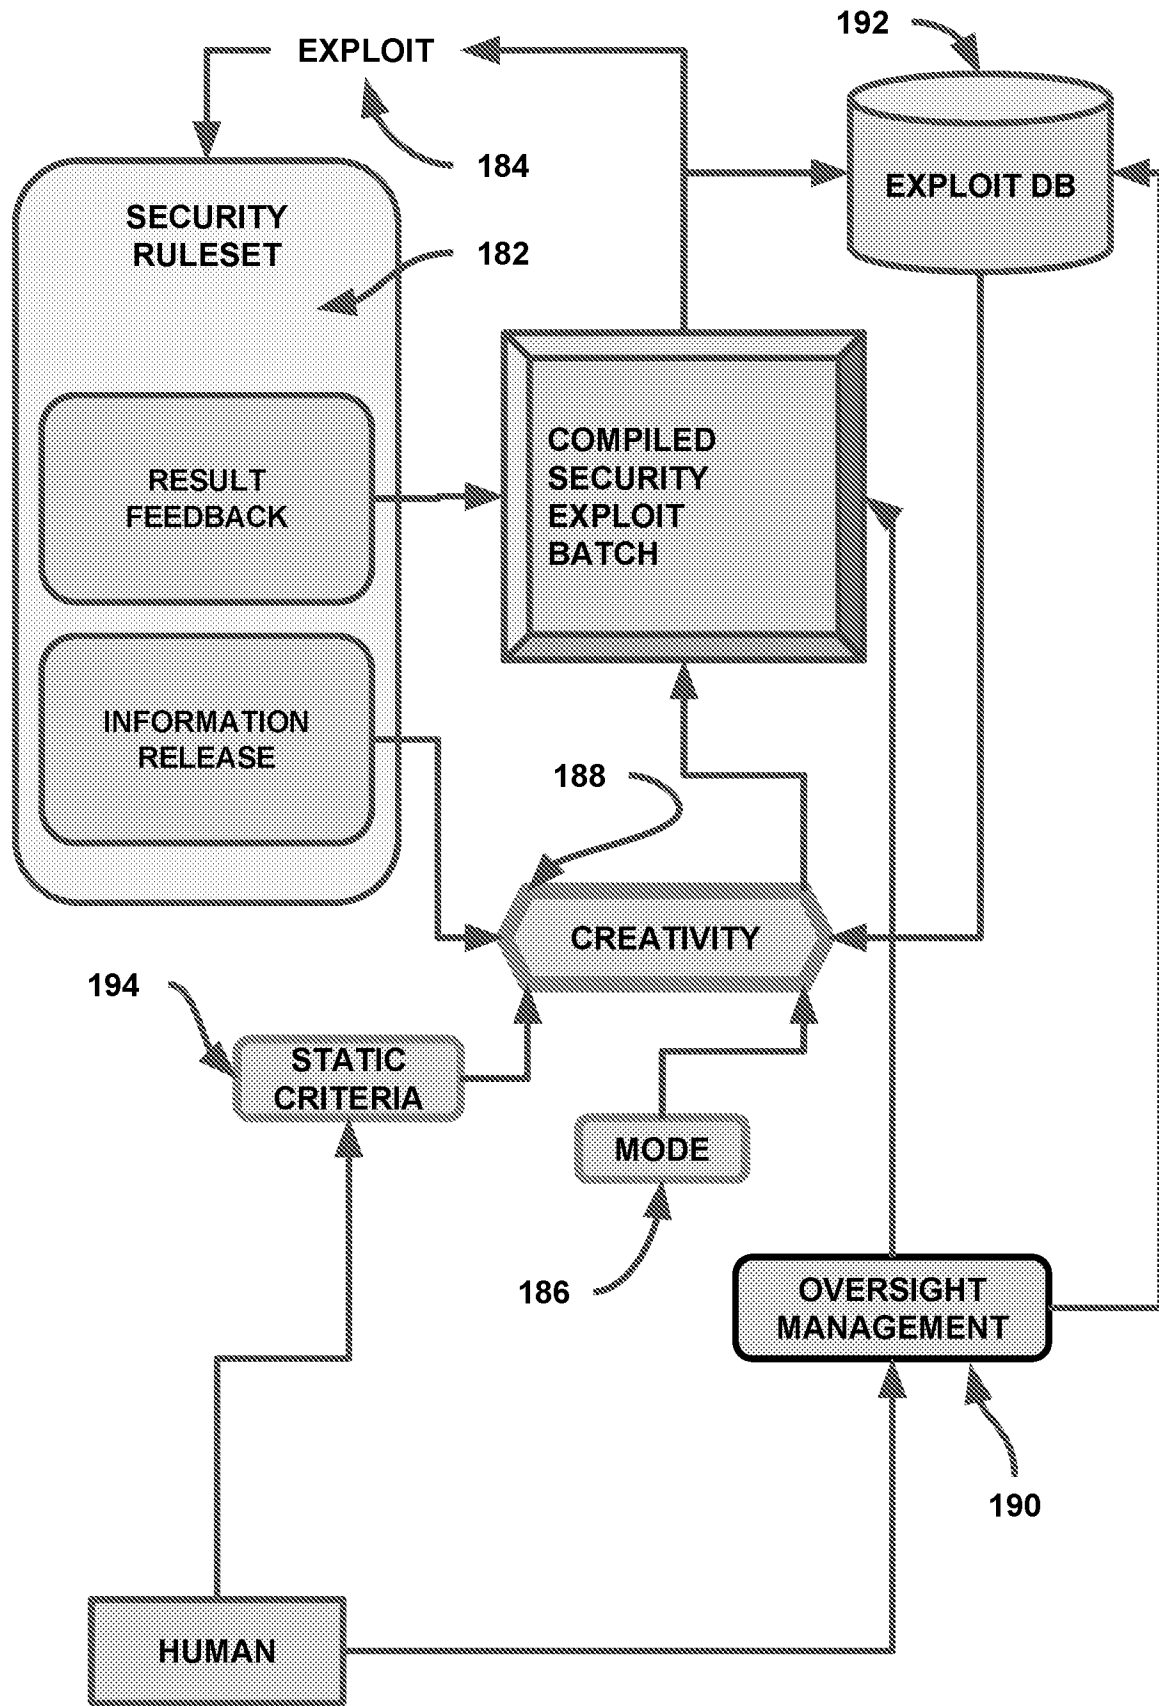 192
EXPLOIT
184
EXPLOIT DB
SECURITY
RULESET
182
COMPILED
SECURITY
EXPLOIT
BATCH
RESULT
FEEDBACK
INFORMATION
RELEASE
188
CREATIVITY
194
STATIC
CRITERIA
MODE
186
OVERSIGHT
MANAGEMENT
190
HUMAN